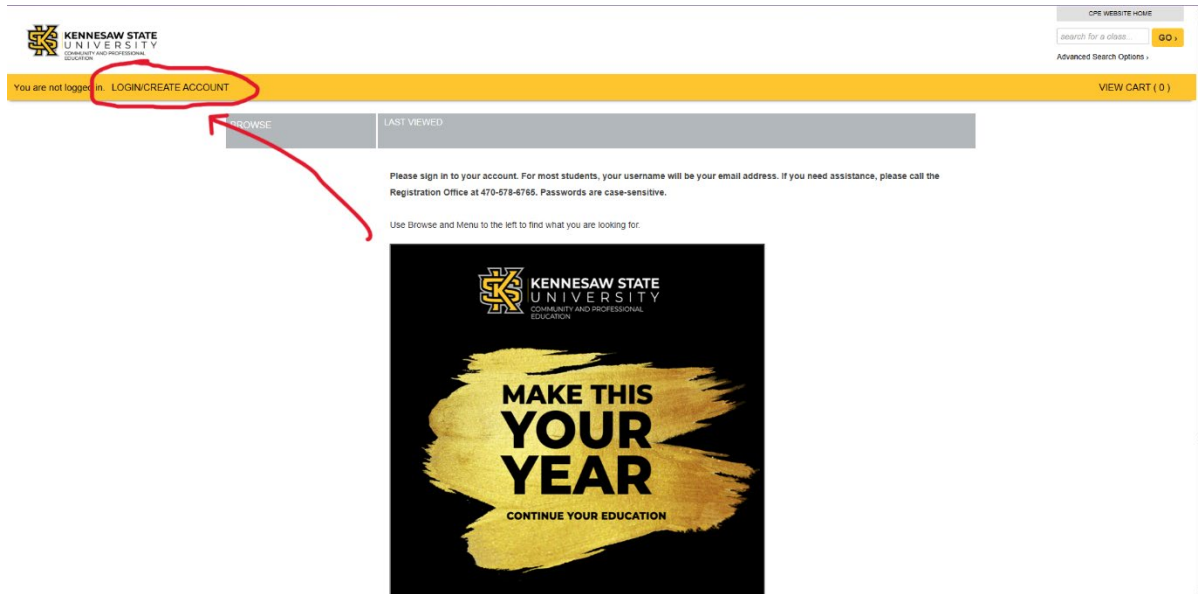 CPE WEBSITE HOME
KENNESAW STATE
UNIVERSITY
COMMUNITY AND PROFESSIONAL
EDUCATION
search for a class...
GO ›
Advanced Search Options ›
You are not logged in. LOGIN/CREATE ACCOUNT
VIEW CART ( 0 )
BROWSE
LAST VIEWED
Please sign in to your account. For most students, your username will be your email address. If you need assistance, please call the
Registration Office at 470-578-6765. Passwords are case-sensitive.
Use Browse and Menu to the left to find what you are looking for.
KENNESAW STATE
UNIVERSITY
COMMUNITY AND PROFESSIONAL
EDUCATION
MAKE THIS
YOUR
YEAR
CONTINUE YOUR EDUCATION